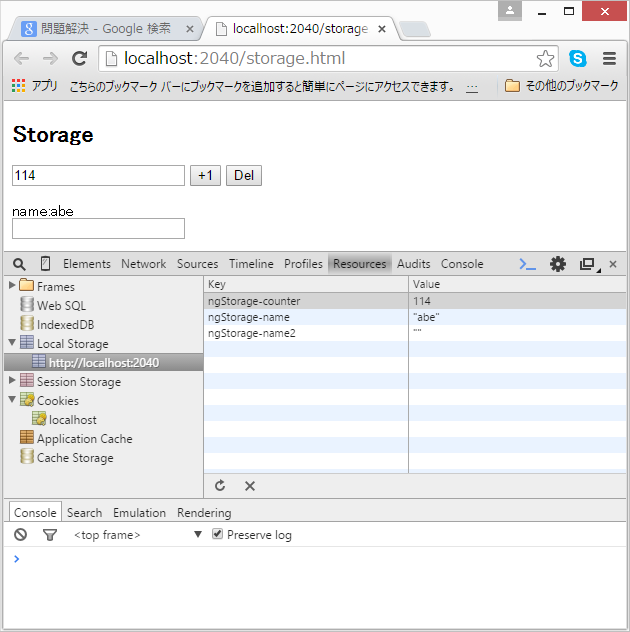 問題解決 - Google 検索
localhost:2040/storage
localhost:2040/storage.html
アプリ こちらのブックマーク バーにブックマークを追加すると簡単にページにアクセスできます。 ... その他のブックマーク
Storage
114 +1 Del
name:abe
Elements Network Sources Timeline Profiles Resources Audits Console
Frames
Web SQL
IndexedDB
Local Storage
http://localhost:2040
Session Storage
Cookies
localhost
Application Cache
Cache Storage
Key Value
ngStorage-counter 114
ngStorage-name "abe"
ngStorage-name2 ""
Console Search Emulation Rendering
<top frame> Preserve log